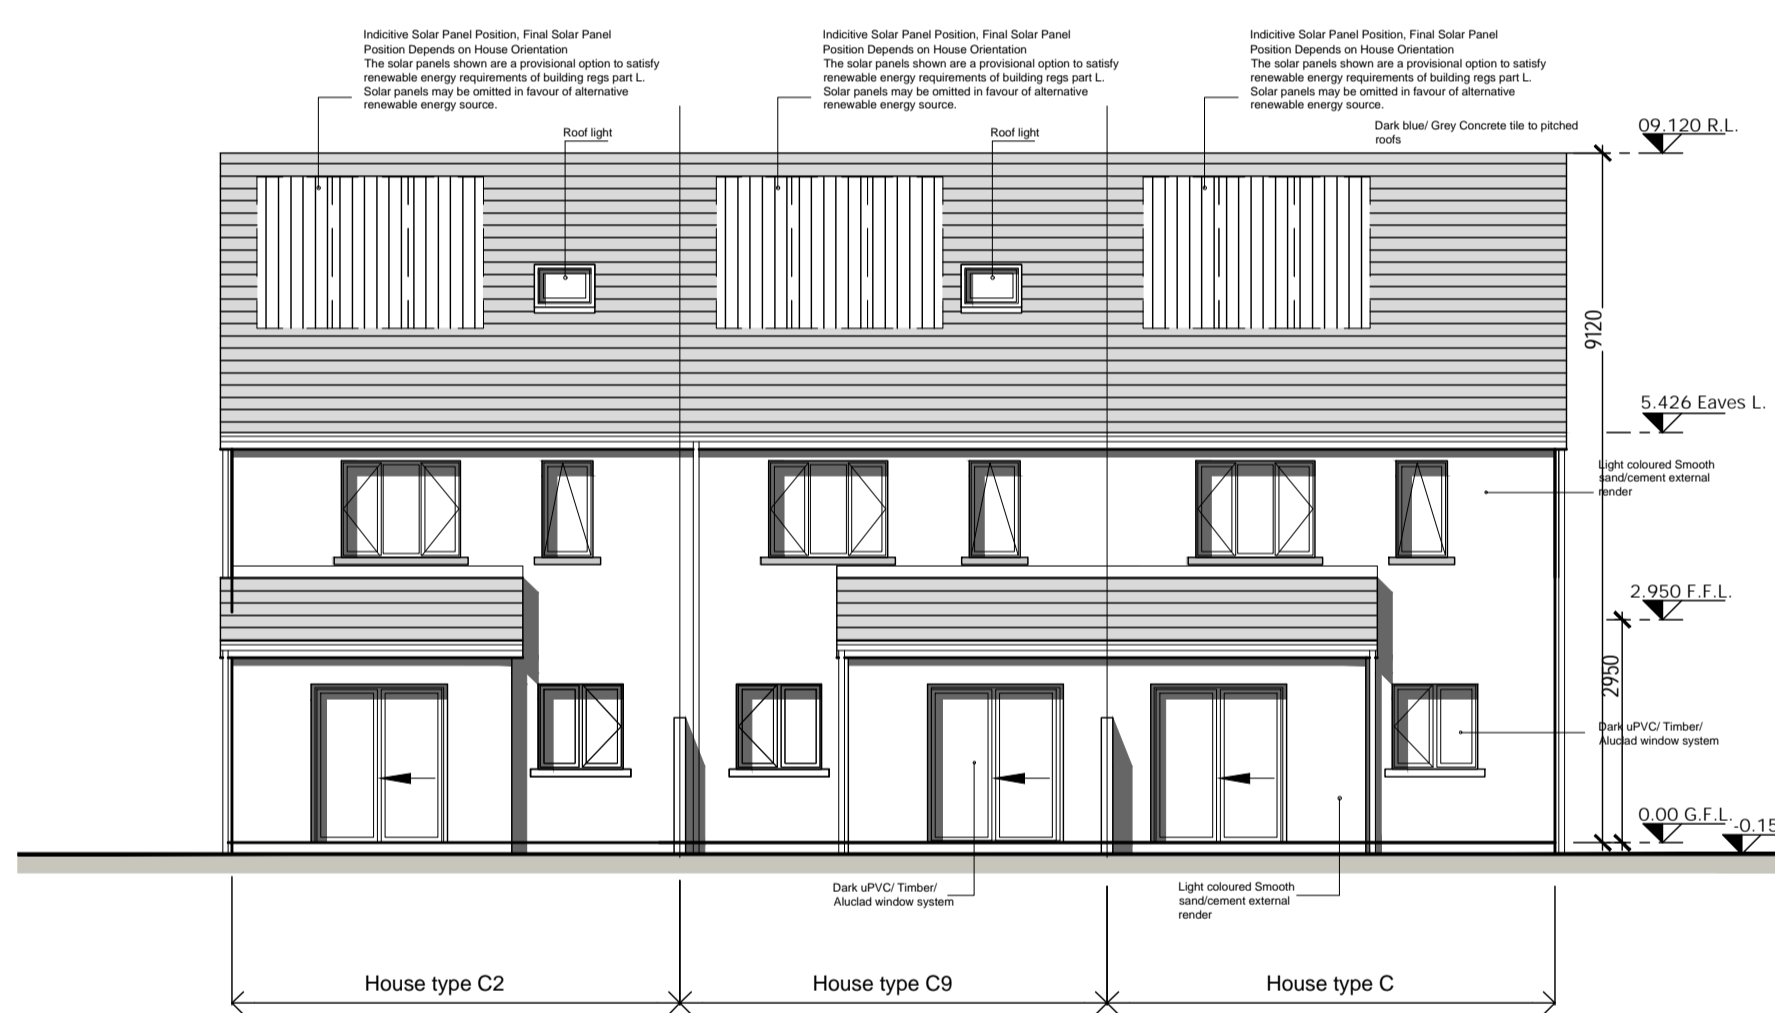 Indicitive Solar Panel Position, Final Solar Panel
Position Depends on House Orientation
The solar panels shown are a provisional option to satisfy
renewable energy requirements of building regs part L.
Solar panels may be omitted in favour of alternative
renewable energy source.
Indicitive Solar Panel Position, Final Solar Panel
Position Depends on House Orientation
The solar panels shown are a provisional option to satisfy
renewable energy requirements of building regs part L.
Solar panels may be omitted in favour of alternative
renewable energy source.
Indicitive Solar Panel Position, Final Solar Panel
Position Depends on House Orientation
The solar panels shown are a provisional option to satisfy
renewable energy requirements of building regs part L.
Solar panels may be omitted in favour of alternative
renewable energy source.
Roof light
Roof light
Dark blue/ Grey Concrete tile to pitched
roofs
09.120 R.L.
9120
5.426 Eaves L.
Light coloured Smooth
sand/cement external
render
2.950 F.F.L.
2950
Dark uPVC/ Timber/
Aluclad window system
0.00 G.F.L.
-0.15
Dark uPVC/ Timber/
Aluclad window system
Light coloured Smooth
sand/cement external
render
House type C2
House type C9
House type C